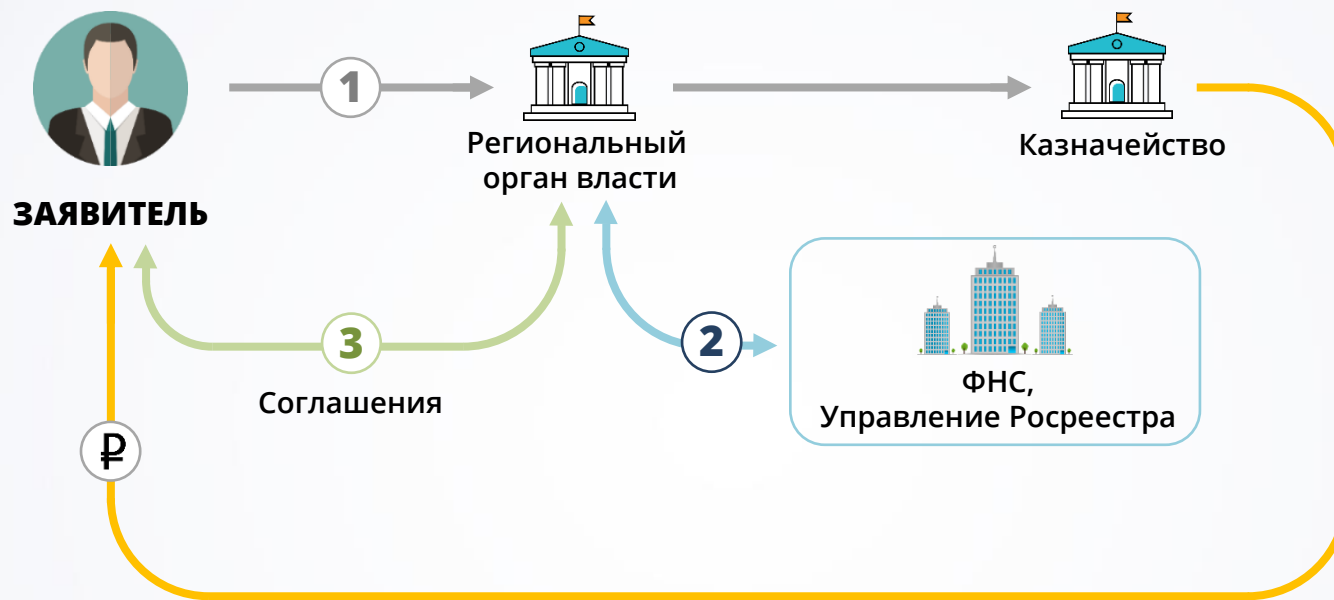 1
Региональный
орган власти
Казначейство
ЗАЯВИТЕЛЬ
3
2
Соглашения
ФНС,
Управление Росреестра
₽